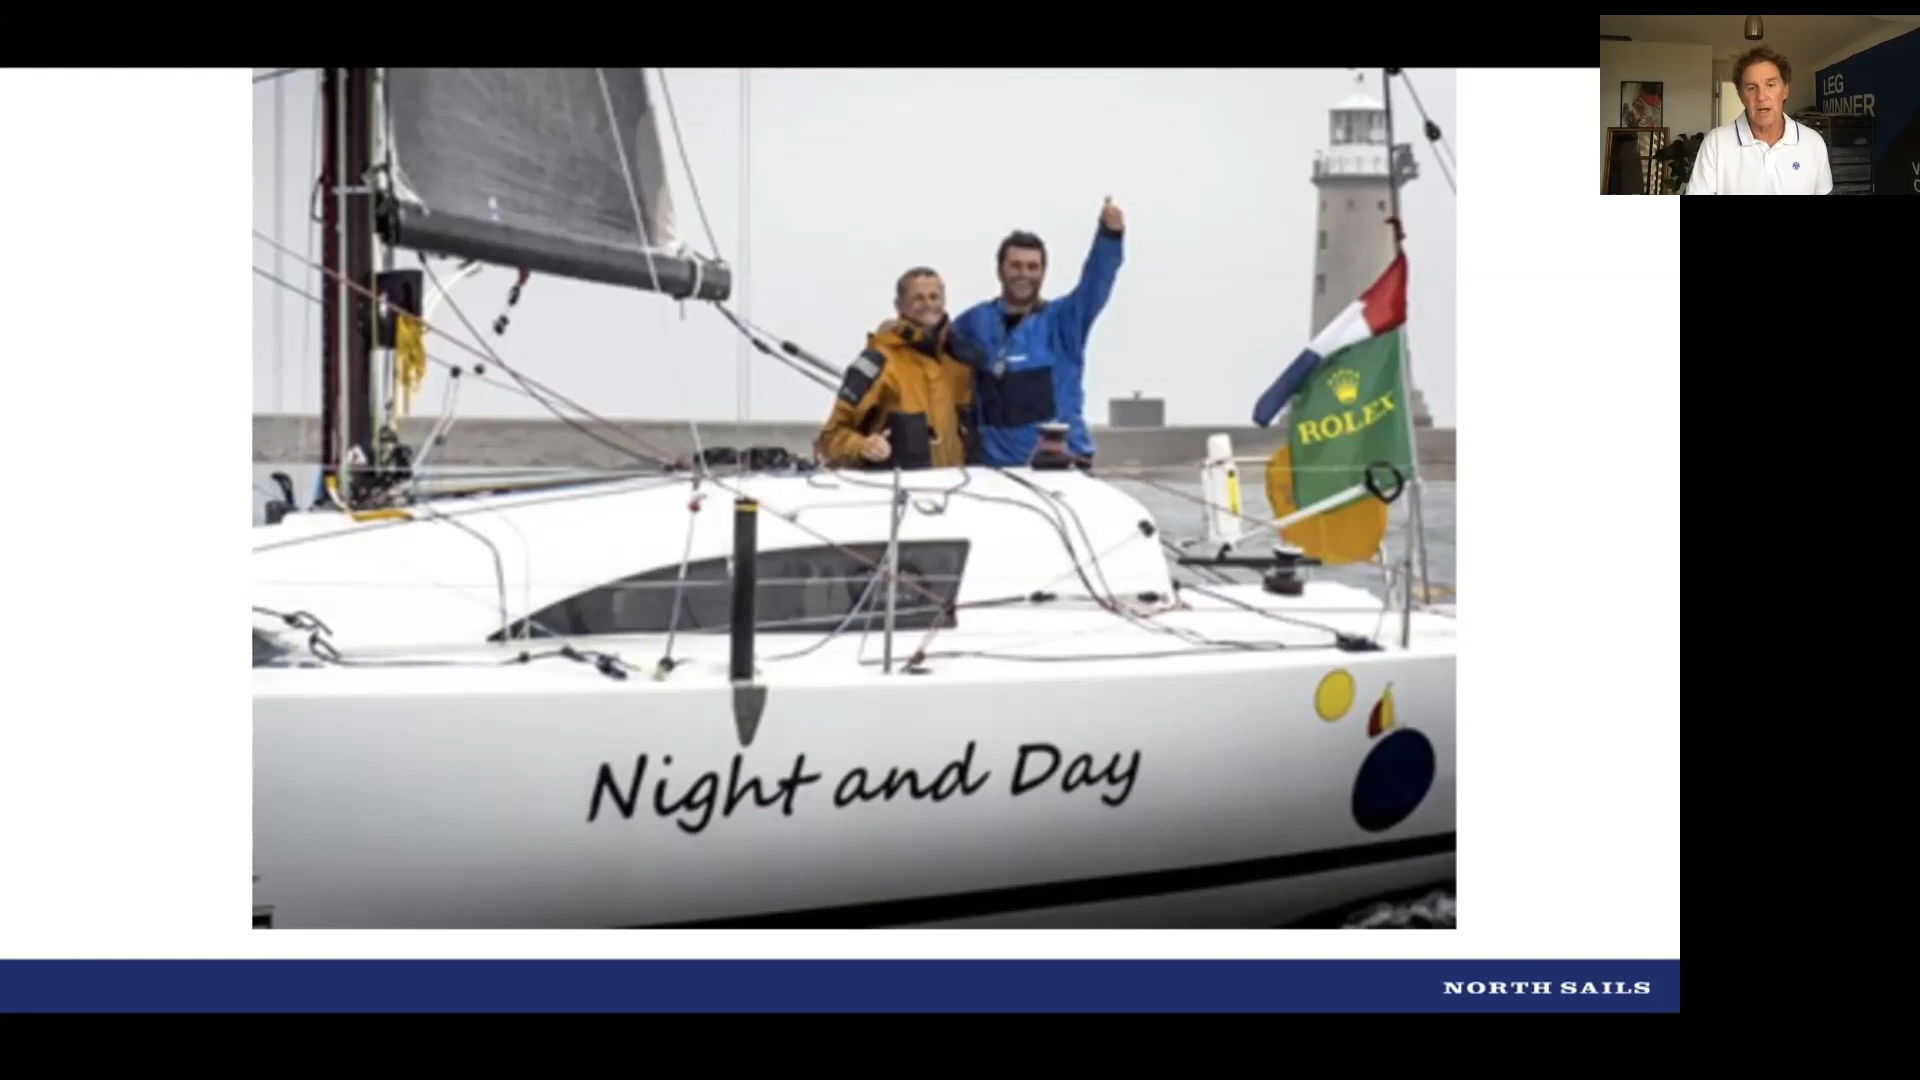 LEG
WINNER
ROLEX
Night and Day
NORTH SAILS